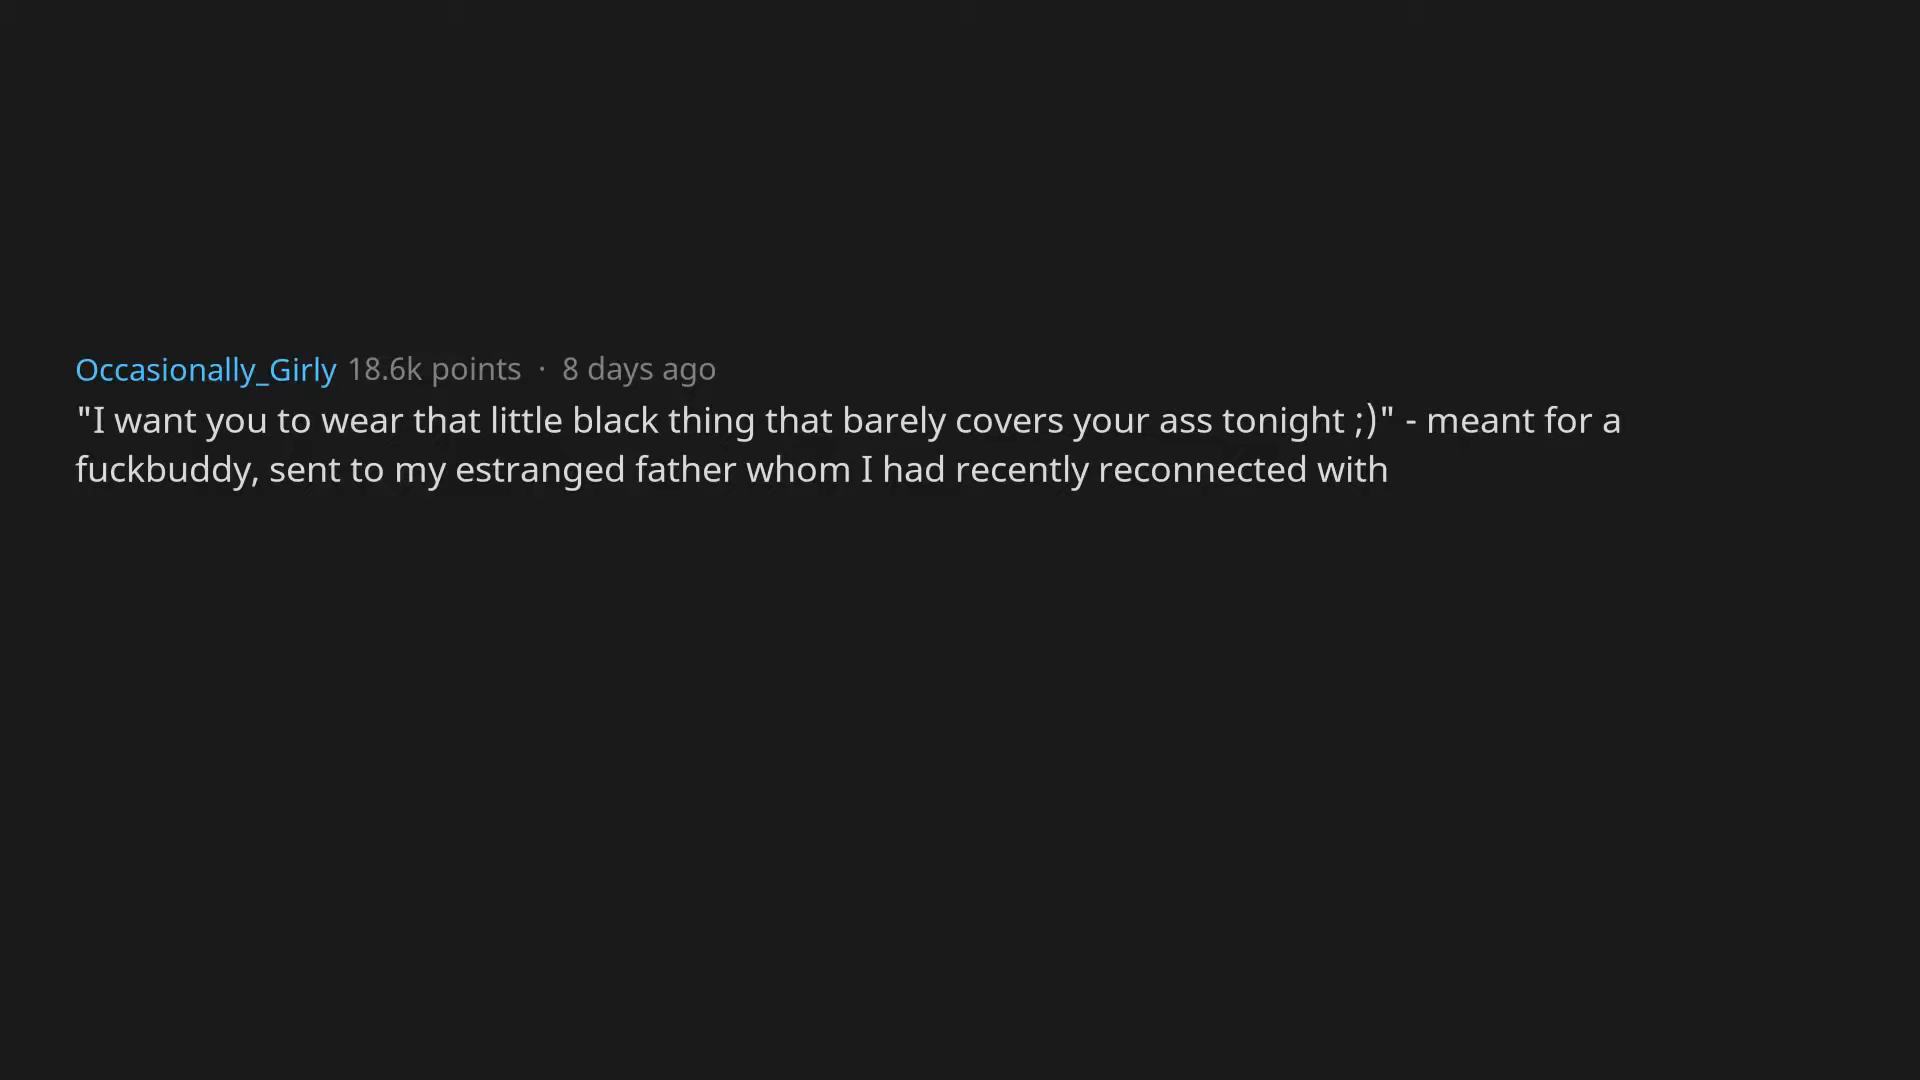 Occasionally_Girly 18.6k points · 8 days ago
"I want you to wear that little black thing that barely covers your ass tonight ;)" - meant for a
fuckbuddy, sent to my estranged father whom I had recently reconnected with